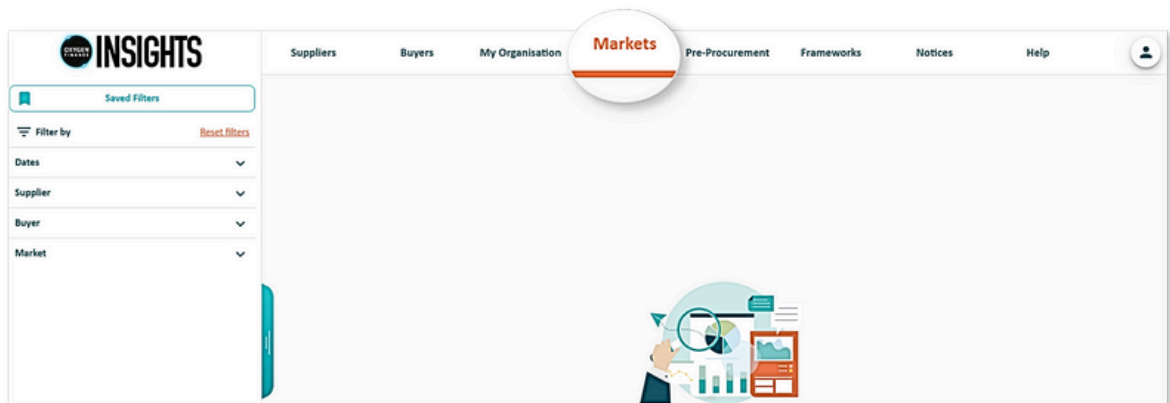 OXYGEN FINANCE INSIGHTS
Suppliers Buyers My Organisation Markets Pre-Procurement Frameworks Notices Help
Saved Filters
Filter by Reset filters
Dates
Supplier
Buyer
Market